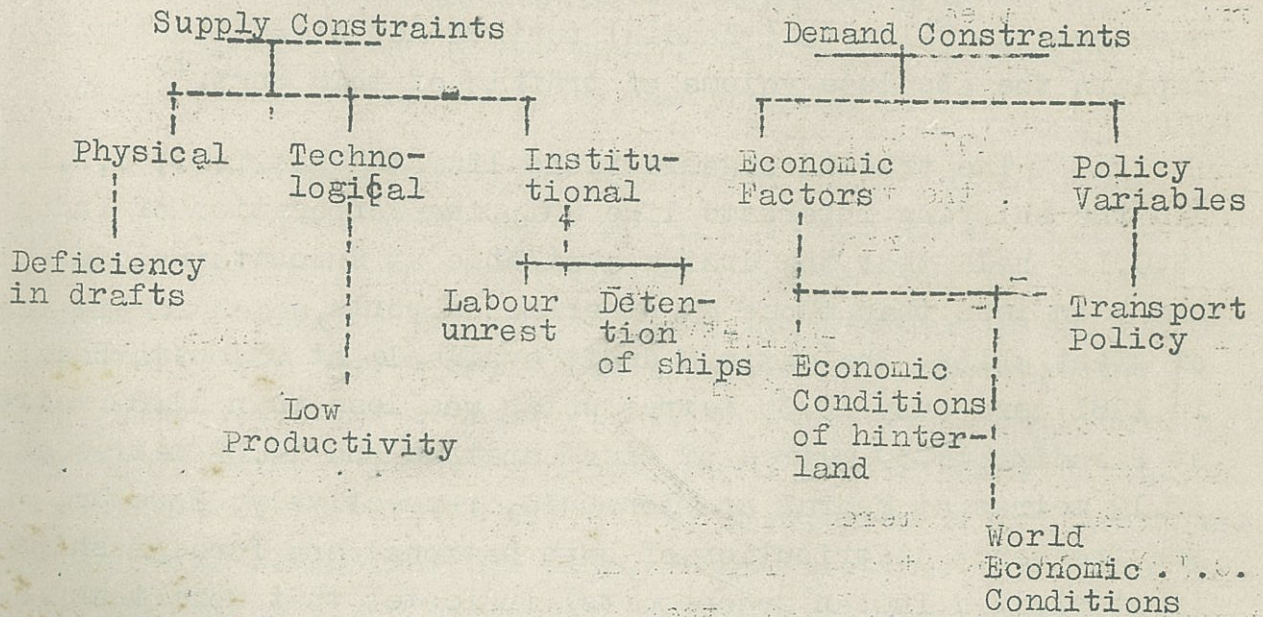 Supply Constraints
Demand Constraints
Physical
Techno-
logical
Institu-
tional
Economic
Factors
Policy
Variables
Deficiency
in drafts
Labour
unrest
Deten-
tion
of ships
Transport
Policy
Low
Productivity
Economic
Conditions
of hinter-
land
World
Economic . . .
Conditions